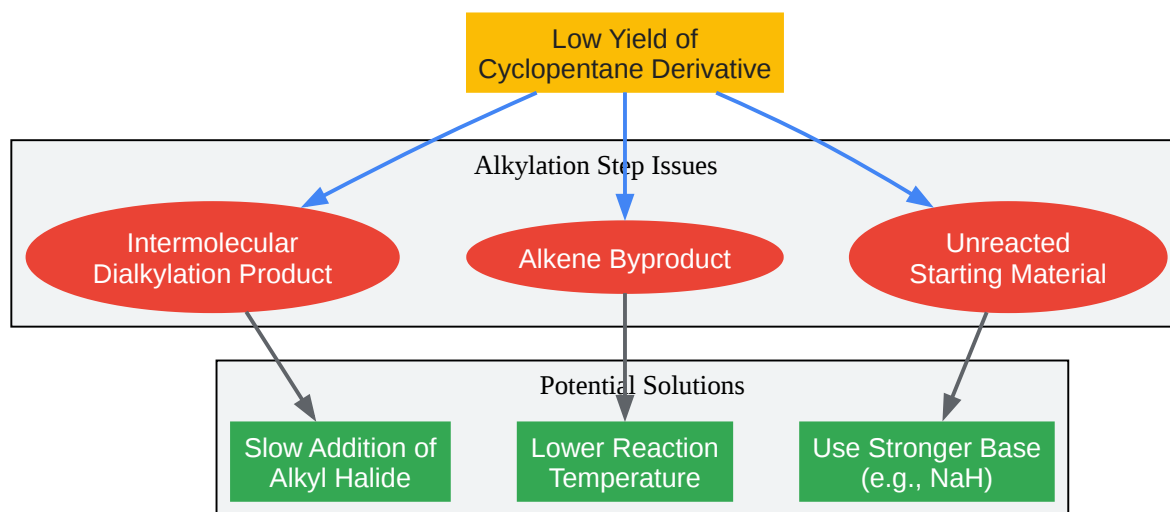 Low Yield of
Cyclopentane Derivative
Alkylation Step Issues
Intermolecular
Dialkylation Product
Alkene Byproduct
Unreacted
Starting Material
Potential Solutions
Slow Addition of
Alkyl Halide
Lower Reaction
Temperature
Use Stronger Base
(e.g., NaH)